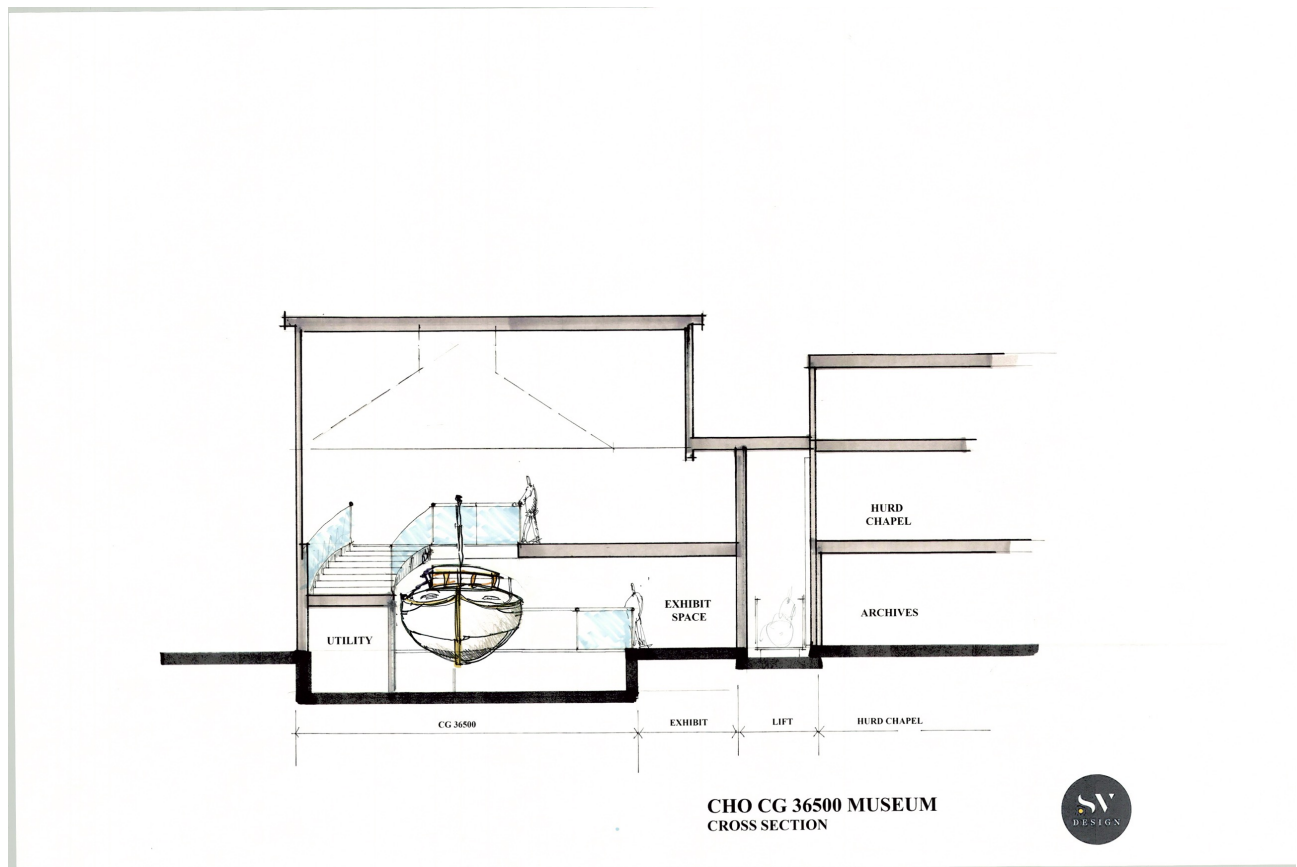 HURD
CHAPEL
EXHIBIT
SPACE
ARCHIVES
UTILITY
CG 36500
EXHIBIT
LIFT
HURD CHAPEL
CHO CG 36500 MUSEUM
CROSS SECTION
SV
DESIGN